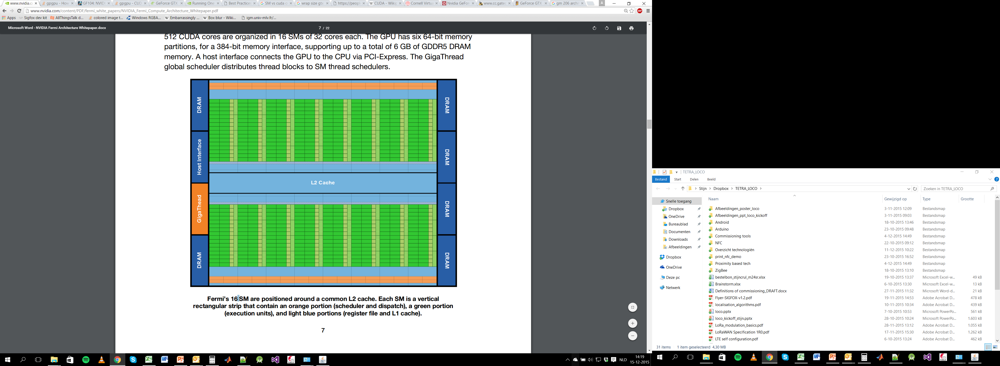 www.nvidia.c
gpgpu - How
GF104: NVID
gpgpu - CUD
GeForce GTX
Running One
Best Practices
SM vs cuda c
wrap size gtx
https://peopl
CUDA - Wiki
Cornell Virtua
Nvidia GeFor
www.cc.gatec
GeForce GTX
gm 206 archi
www.nvidia.com/content/PDF/fermi_white_papers/NVIDIA_Fermi_Compute_Architecture_Whitepaper.pdf
ABP
Apps Sigfox dev kit AllThingsTalk d... colored image t... Windows RGBA... Embarrassingly ... Box blur - Wiki... igm.univ-mlv.fr/...
Microsoft Word - NVIDIA Fermi Architecture Whitepaper.docx
7 / 22
512 CUDA cores are organized in 16 SMs of 32 cores each. The GPU has six 64-bit memory
partitions, for a 384-bit memory interface, supporting up to a total of 6 GB of GDDR5 DRAM
memory. A host interface connects the GPU to the CPU via PCI-Express. The GigaThread
global scheduler distributes thread blocks to SM thread schedulers.
DRAM
Host Interface
GigaThead
DRAM
L2 Cache
DRAM
DRAM
DRAM
DRAM
Fermi's 16 SM are positioned around a common L2 cache. Each SM is a vertical
rectangular strip that contain an orange portion (scheduler and dispatch), a green portion
(execution units), and light blue portions (register file and L1 cache).
7
NLD
14:19
15-12-2015
TETRA_LOCO
Bestand Start Delen Beeld
Stijn > Dropbox > TETRA_LOCO >
Zoeken in TETRA_LOCO
Snelle toegang
Dropbox
OneDrive
Bureaublad
Documenten
Downloads
Afbeeldingen
Dropbox
OneDrive
Deze pc
Netwerk
Naam Gewijzigd op Type Grootte
Afbeeldingen_poster_loco 3-11-2015 12:09 Bestandsmap
Afbeeldingen_ppt_loco_kickoff 3-11-2015 09:03 Bestandsmap
Android 18-10-2015 13:46 Bestandsmap
Arduino 23-10-2015 09:48 Bestandsmap
Commissioning tools 4-12-2015 14:49 Bestandsmap
NFC 22-10-2015 09:12 Bestandsmap
Overzicht technologiën 11-12-2015 10:22 Bestandsmap
print_nfc_demo 23-10-2015 16:52 Bestandsmap
Proximity based tech 4-12-2015 14:49 Bestandsmap
ZigBee 18-10-2015 13:10 Bestandsmap
bestelbon_stijncrul_m24sr.xlsx 19-10-2015 13:37 Microsoft Excel-w... 49 kB
Brainstorm.xlsx 6-10-2015 13:30 Microsoft Excel-w... 13 kB
Definitions of commissioning_DRAFT.docx 27-11-2015 11:32 Microsoft Word-d... 21 kB
Flyer-SIGFOX-v1.2.pdf 19-11-2015 14:53 Adobe Acrobat D... 478 kB
localisation_algorithms.pdf 10-11-2015 10:34 Adobe Acrobat D... 439 kB
loco.pptx 7-10-2015 10:53 Microsoft PowerPo... 561 kB
loco_kickoff_stijn.pptx 28-10-2015 10:24 Microsoft PowerPo... 1.603 kB
LoRa_modulation_basics.pdf 28-11-2015 13:12 Adobe Acrobat D... 1.055 kB
LoRaWAN Specification 1R0.pdf 17-11-2015 15:30 Adobe Acrobat D... 1.262 kB
LTE self configuration.pdf 6-10-2015 13:24 Adobe Acrobat D... 462 kB
31 items 1 item geselecteerd 4,30 MB